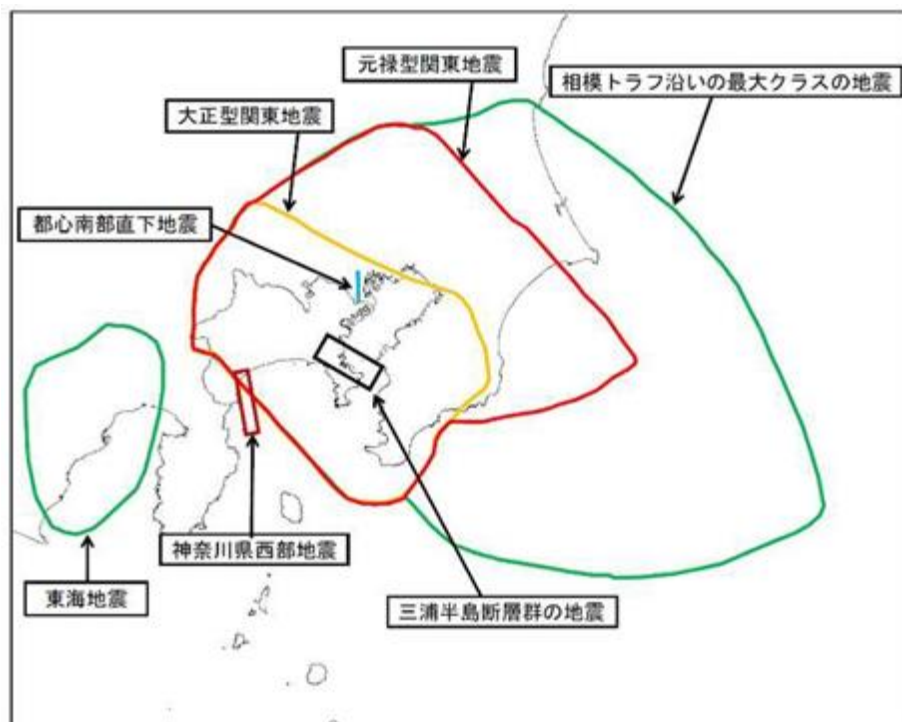 元禄型関東地震
相模トラフ沿いの最大クラスの地震
大正型関東地震
都心南部直下地震
神奈川県西部地震
東海地震
三浦半島断層群の地震